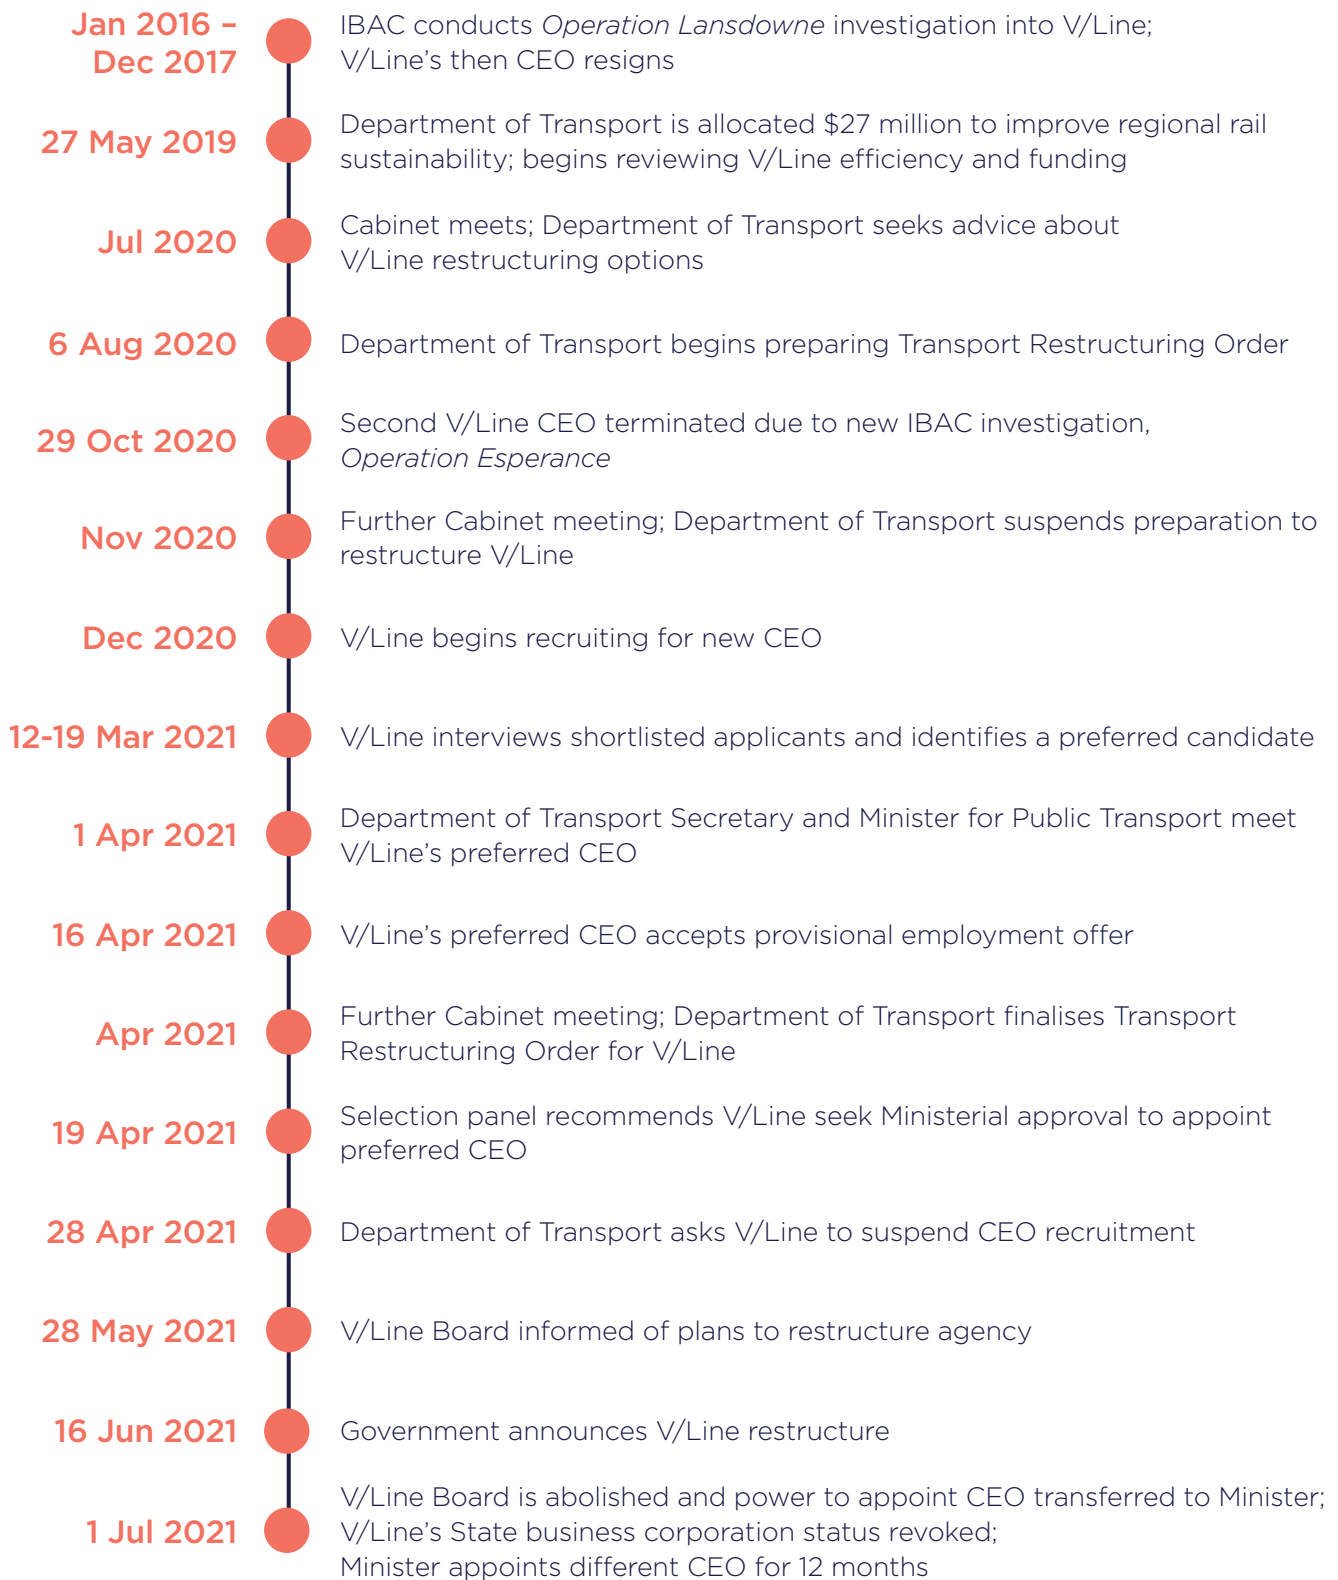 Jan 2016 –
Dec 2017
IBAC conducts Operation Lansdowne investigation into V/Line;
V/Line's then CEO resigns
27 May 2019
Department of Transport is allocated $27 million to improve regional rail
sustainability; begins reviewing V/Line efficiency and funding
Jul 2020
Cabinet meets; Department of Transport seeks advice about
V/Line restructuring options
6 Aug 2020
Department of Transport begins preparing Transport Restructuring Order
29 Oct 2020
Second V/Line CEO terminated due to new IBAC investigation,
Operation Esperance
Nov 2020
Further Cabinet meeting; Department of Transport suspends preparation to
restructure V/Line
Dec 2020
V/Line begins recruiting for new CEO
12-19 Mar 2021
V/Line interviews shortlisted applicants and identifies a preferred candidate
1 Apr 2021
Department of Transport Secretary and Minister for Public Transport meet
V/Line's preferred CEO
16 Apr 2021
V/Line's preferred CEO accepts provisional employment offer
Apr 2021
Further Cabinet meeting; Department of Transport finalises Transport
Restructuring Order for V/Line
19 Apr 2021
Selection panel recommends V/Line seek Ministerial approval to appoint
preferred CEO
28 Apr 2021
Department of Transport asks V/Line to suspend CEO recruitment
28 May 2021
V/Line Board informed of plans to restructure agency
16 Jun 2021
Government announces V/Line restructure
1 Jul 2021
V/Line Board is abolished and power to appoint CEO transferred to Minister;
V/Line's State business corporation status revoked;
Minister appoints different CEO for 12 months